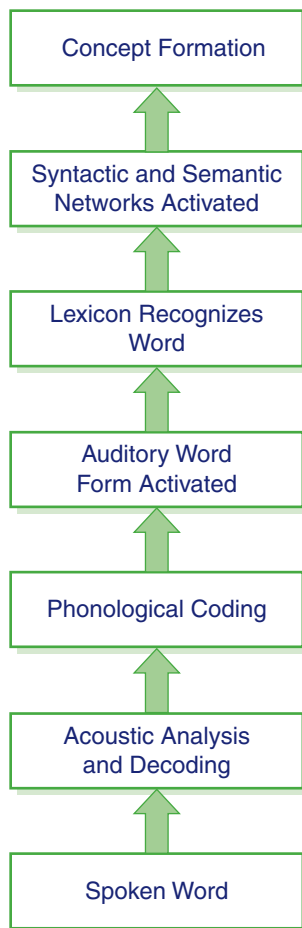 Concept Formation
Syntactic and Semantic
Networks Activated
Lexicon Recognizes
Word
Auditory Word
Form Activated
Phonological Coding
Acoustic Analysis
and Decoding
Spoken Word